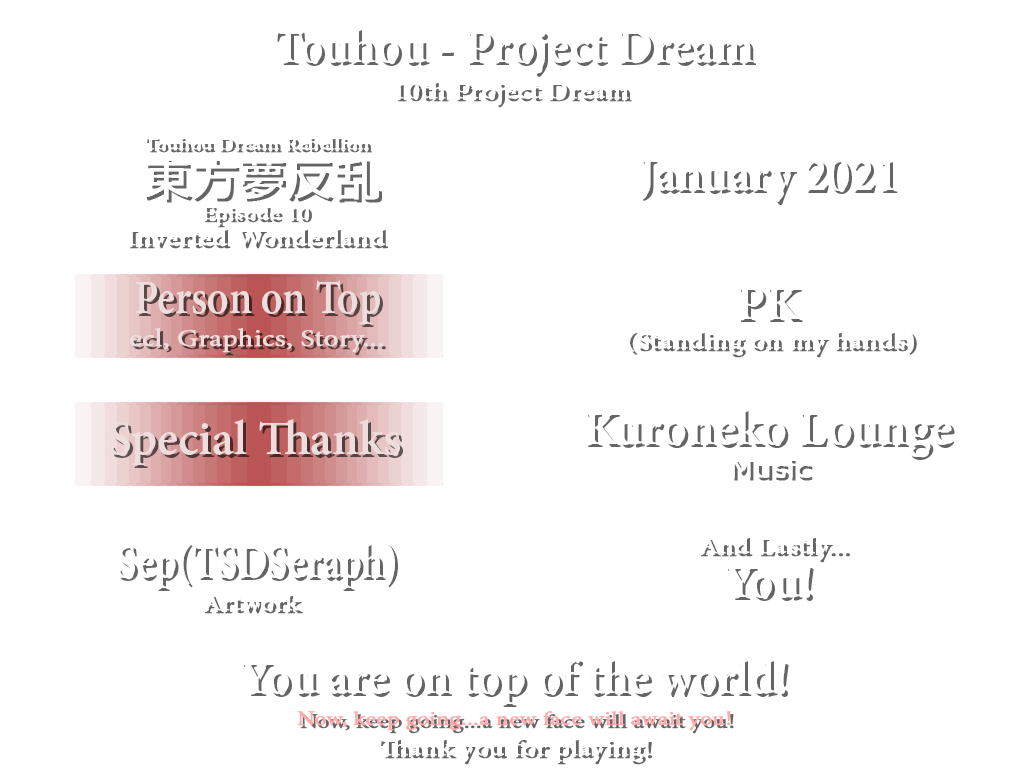 Touhou - Project Dream
10th Project Dream
Touhou Dream Rebellion
東方夢反乱
Episode 10
Inverted Wonderland
January 2021
Person on Top
ecl, Graphics, Story...
PK
(Standing on my hands)
Special Thanks
Kuroneko Lounge
Music
Sep(TSDSeraph)
Artwork
And Lastly...
You!
You are on top of the world!
Now, keep going...a new face will await you!
Thank you for playing!